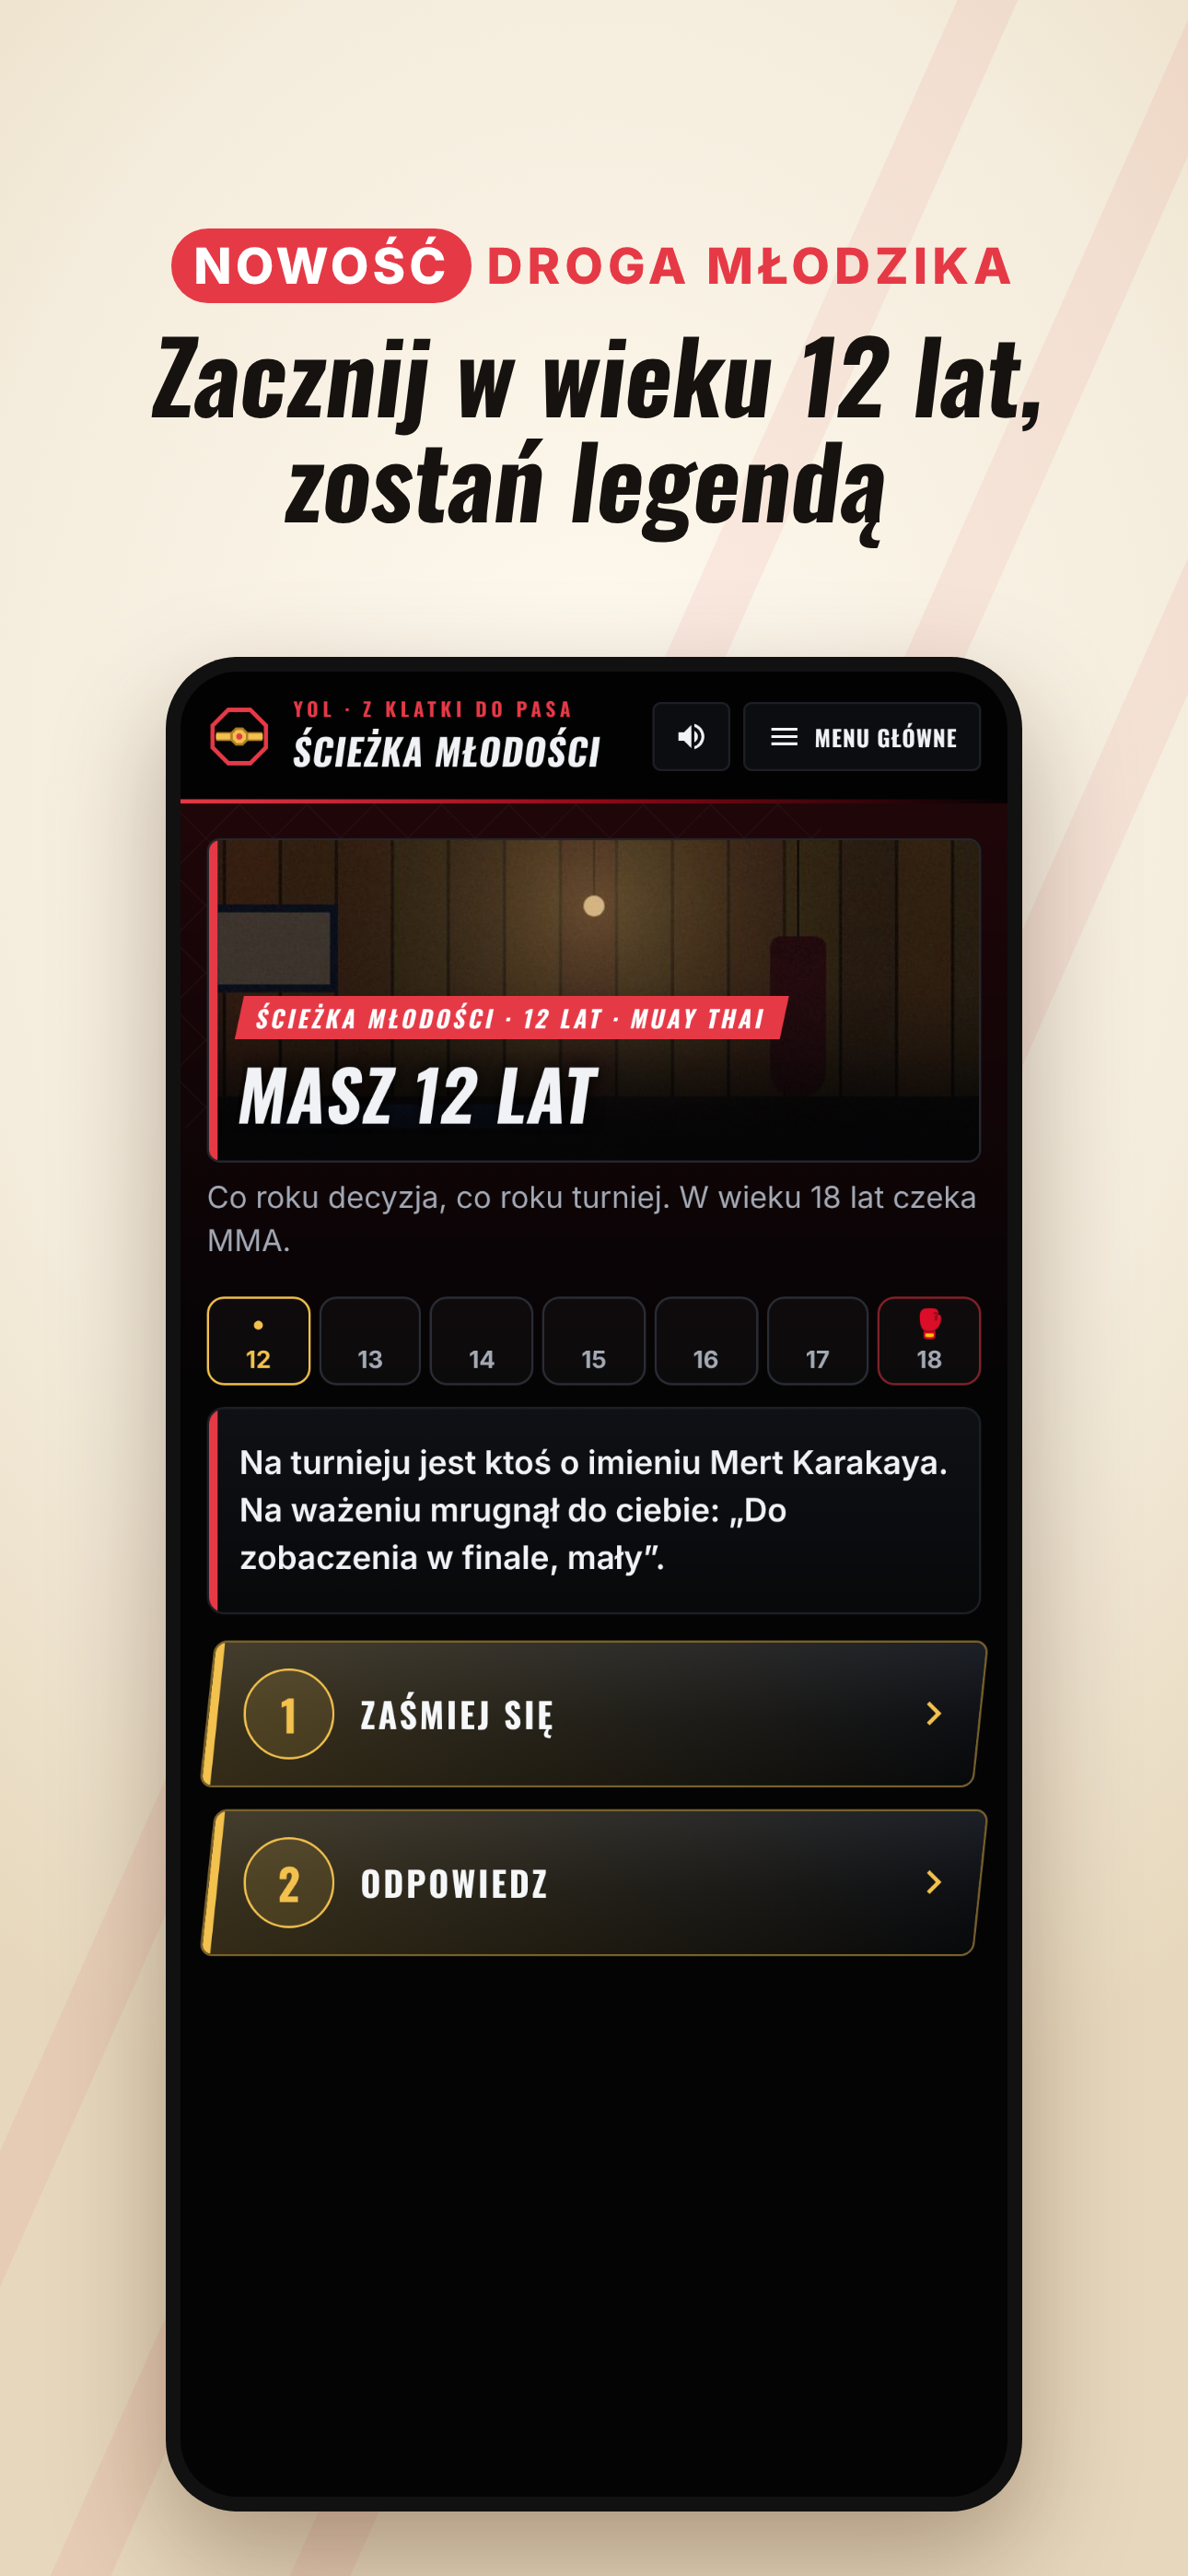 NOWOŚĆ DROGA MŁODZIKA
Zacznij w wieku 12 lat,
zostań legendą
YOL · Z KLATKI DO PASA
ŚCIEŻKA MŁODOŚCI
MENU GŁÓWNE
ŚCIEŻKA MŁODOŚCI · 12 LAT · MUAY THAI
MASZ 12 LAT
Co roku decyzja, co roku turniej. W wieku 18 lat czeka
MMA.
12 13 14 15 16 17 18
Na turnieju jest ktoś o imieniu Mert Karakaya.
Na ważeniu mrugnął do ciebie: „Do
zobaczenia w finale, mały”.
1 ZAŚMIEJ SIĘ
2 ODPOWIEDZ